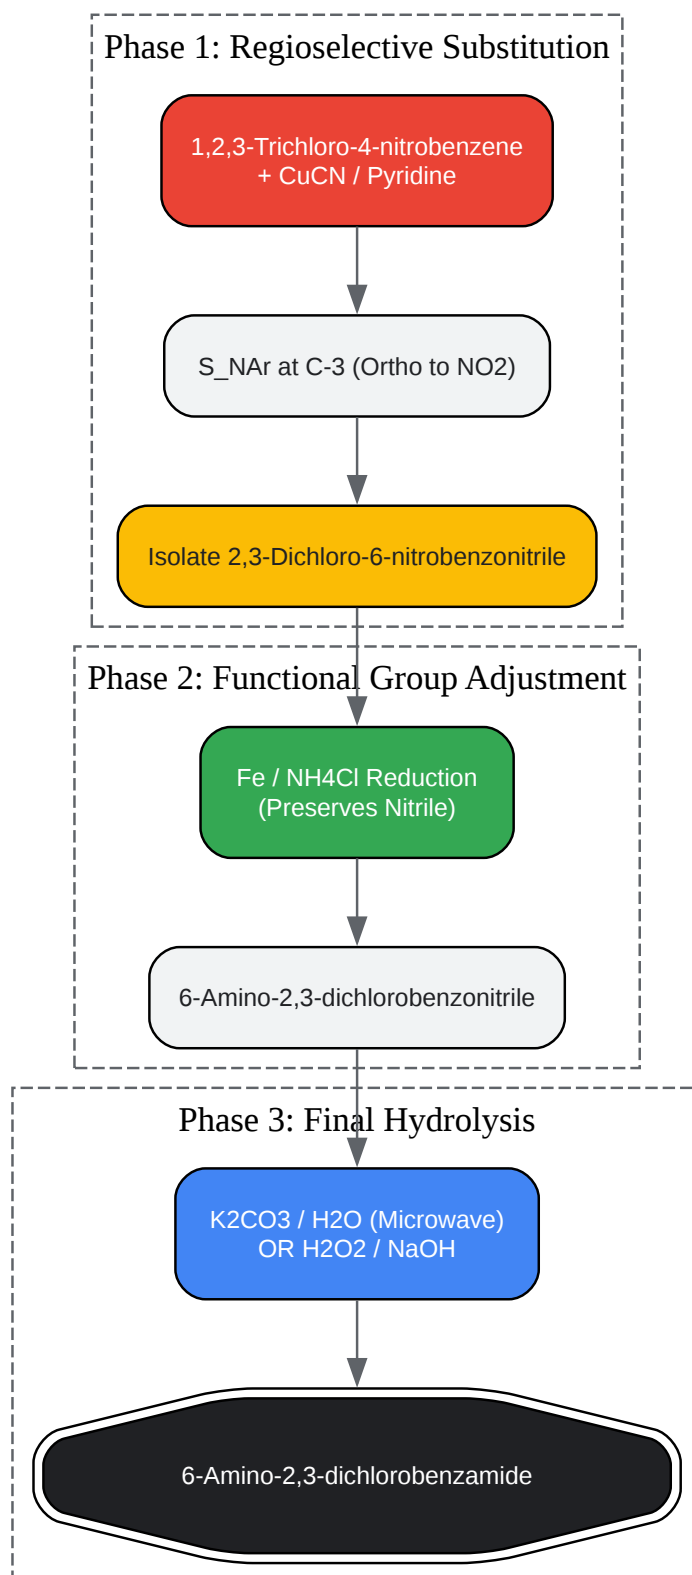 Phase 1: Regioselective Substitution
1,2,3-Trichloro-4-nitrobenzene
+ CuCN / Pyridine
S_NAr at C-3 (Ortho to NO2)
Isolate 2,3-Dichloro-6-nitrobenzonitrile
Phase 2: Functional Group Adjustment
Fe / NH4Cl Reduction
(Preserves Nitrile)
6-Amino-2,3-dichlorobenzonitrile
Phase 3: Final Hydrolysis
K2CO3 / H2O (Microwave)
OR H2O2 / NaOH
6-Amino-2,3-dichlorobenzamide